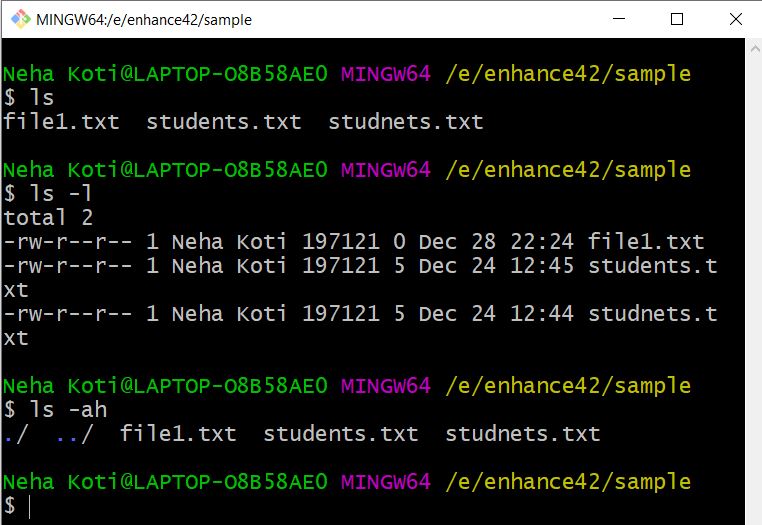 MINGW64:/e/enhance42/sample
Neha Koti@LAPTOP-O8B58AE0 MINGW64 /e/enhance42/sample
$ ls
file1.txt  students.txt  studnets.txt
Neha Koti@LAPTOP-O8B58AE0 MINGW64 /e/enhance42/sample
$ ls -l
total 2
-rw-r--r-- 1 Neha Koti 197121 0 Dec 28 22:24 file1.txt
-rw-r--r-- 1 Neha Koti 197121 5 Dec 24 12:45 students.t
xt
-rw-r--r-- 1 Neha Koti 197121 5 Dec 24 12:44 studnets.t
xt
Neha Koti@LAPTOP-O8B58AE0 MINGW64 /e/enhance42/sample
$ ls -ah
./  ../  file1.txt  students.txt  studnets.txt
Neha Koti@LAPTOP-O8B58AE0 MINGW64 /e/enhance42/sample
$